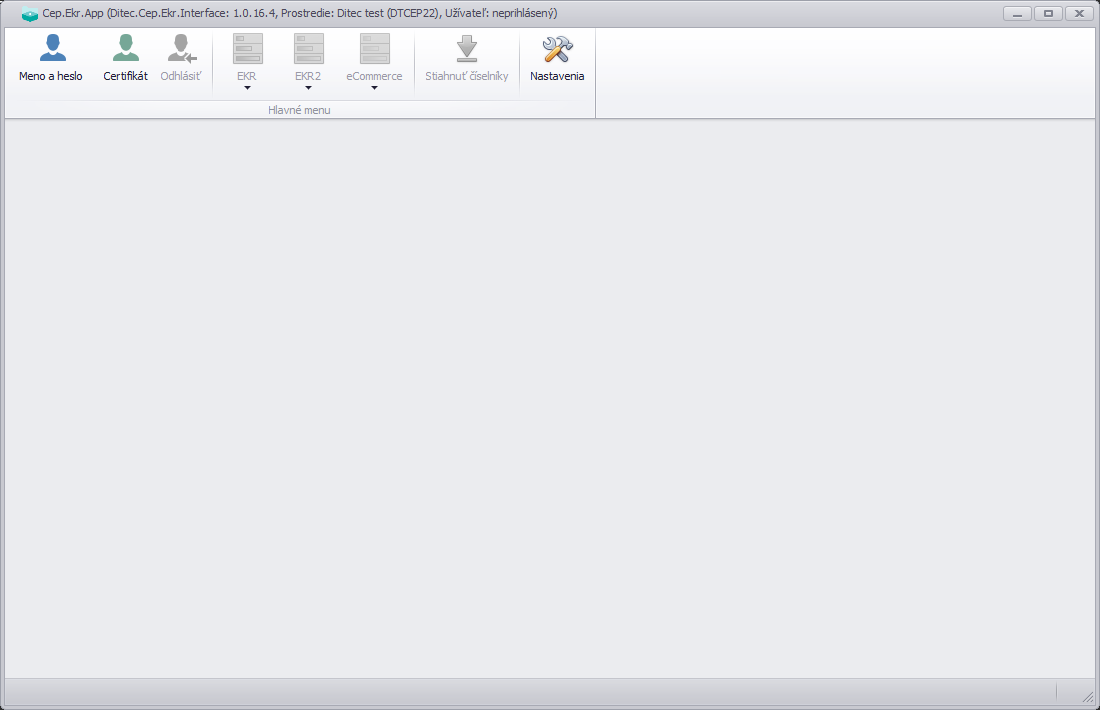 Cep.Ekr.App (Ditec.Cep.Ekr.Interface: 1.0.16.4, Prostredie: Ditec test (DTCEP22), Užívateľ: neprihlásený)
Meno a heslo Certifikát Odhlásiť EKR EKR2 eCommerce Stiahnuť číselníky Nastavenia
Hlavné menu